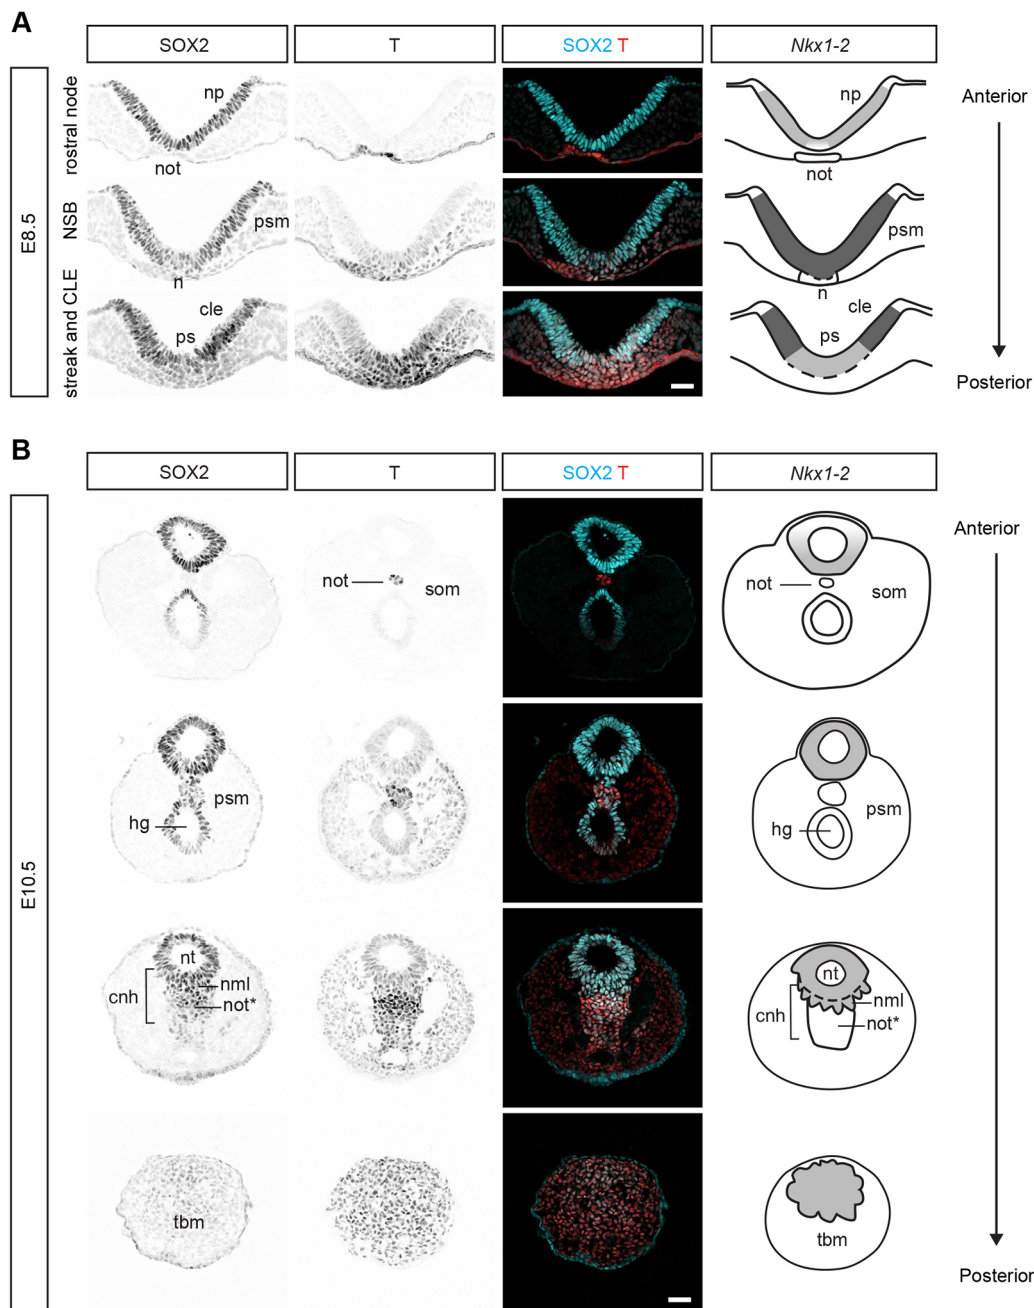 A
SOX2
T
SOX2 T
Nkx1-2
E8.5
rostral node
np
not
np
not
Anterior
NSB
psm
n
psm
n
streak and CLE
cle
ps
cle
ps
Posterior
B
SOX2
T
SOX2 T
Nkx1-2
E10.5
Anterior
not
som
not
som
psm
hg
psm
hg
nt
nml
not*
cnh
nt
nml
not*
cnh
tbm
tbm
Posterior